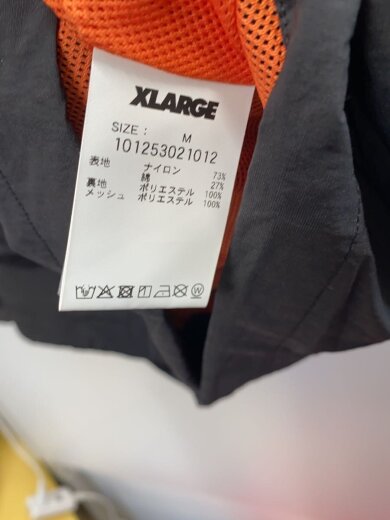 XLARGE
SIZE : M
101253021012
表地 ナイロン 73%
綿 27%
裏地 ポリエステル 100%
メッシュ ポリエステル 100%